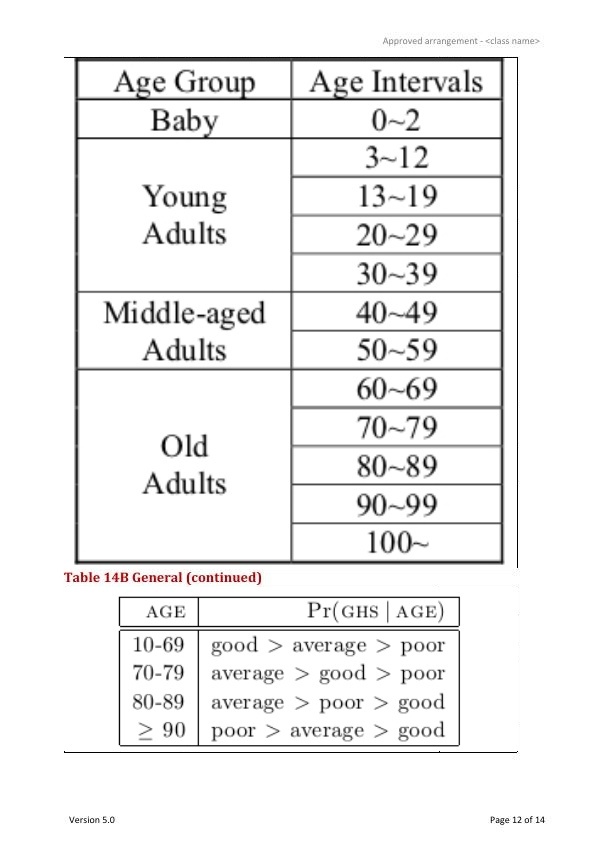 Approved arrangement - <class name>
Age Group Age Intervals
Baby 0~2
Young Adults 3~12
13~19
20~29
30~39
Middle-aged Adults 40~49
50~59
Old Adults 60~69
70~79
80~89
90~99
100~
Table 14B General (continued)
AGE Pr(GHS | AGE)
10-69 good > average > poor
70-79 average > good > poor
80-89 average > poor > good
≥ 90 poor > average > good
Version 5.0 Page 12 of 14